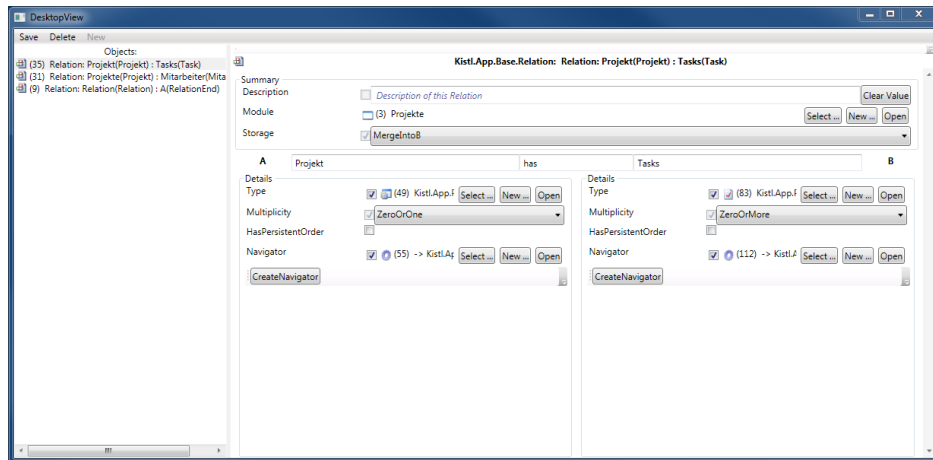 DesktopView
Save Delete New
Objects:
(35) Relation: Projekt(Projekt) : Tasks(Task)
(31) Relation: Projekte(Projekt) : Mitarbeiter(Mita
(9) Relation: Relation(Relation) : A(RelationEnd)
Kistl.App.Base.Relation: Relation: Projekt(Projekt) : Tasks(Task)
Summary
Description Description of this Relation Clear Value
Module (3) Projekte Select ... New ... Open
Storage MergeIntoB
A Projekt has Tasks B
Details Details
Type (49) Kistl.App.F Select ... New ... Open Type (83) Kistl.App.F Select ... New ... Open
Multiplicity ZeroOrOne Multiplicity ZeroOrMore
HasPersistentOrder HasPersistentOrder
Navigator (55) -> Kistl.Ap Select ... New ... Open Navigator (112) -> Kistl.A Select ... New ... Open
CreateNavigator CreateNavigator